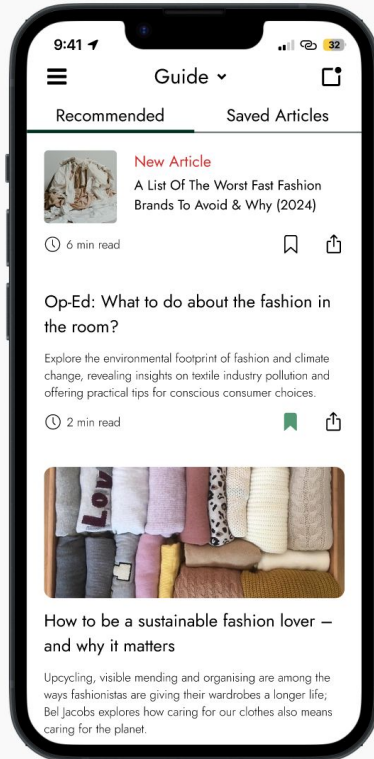 9:41
32
Guide
Recommended Saved Articles
New Article
A List Of The Worst Fast Fashion
Brands To Avoid & Why (2024)
6 min read
Op-Ed: What to do about the fashion in
the room?
Explore the environmental footprint of fashion and climate
change, revealing insights on textile industry pollution and
offering practical tips for conscious consumer choices.
2 min read
Lov
How to be a sustainable fashion lover –
and why it matters
Upcycling, visible mending and organising are among the
ways fashionistas are giving their wardrobes a longer life;
Bel Jacobs explores how caring for our clothes also means
caring for the planet.